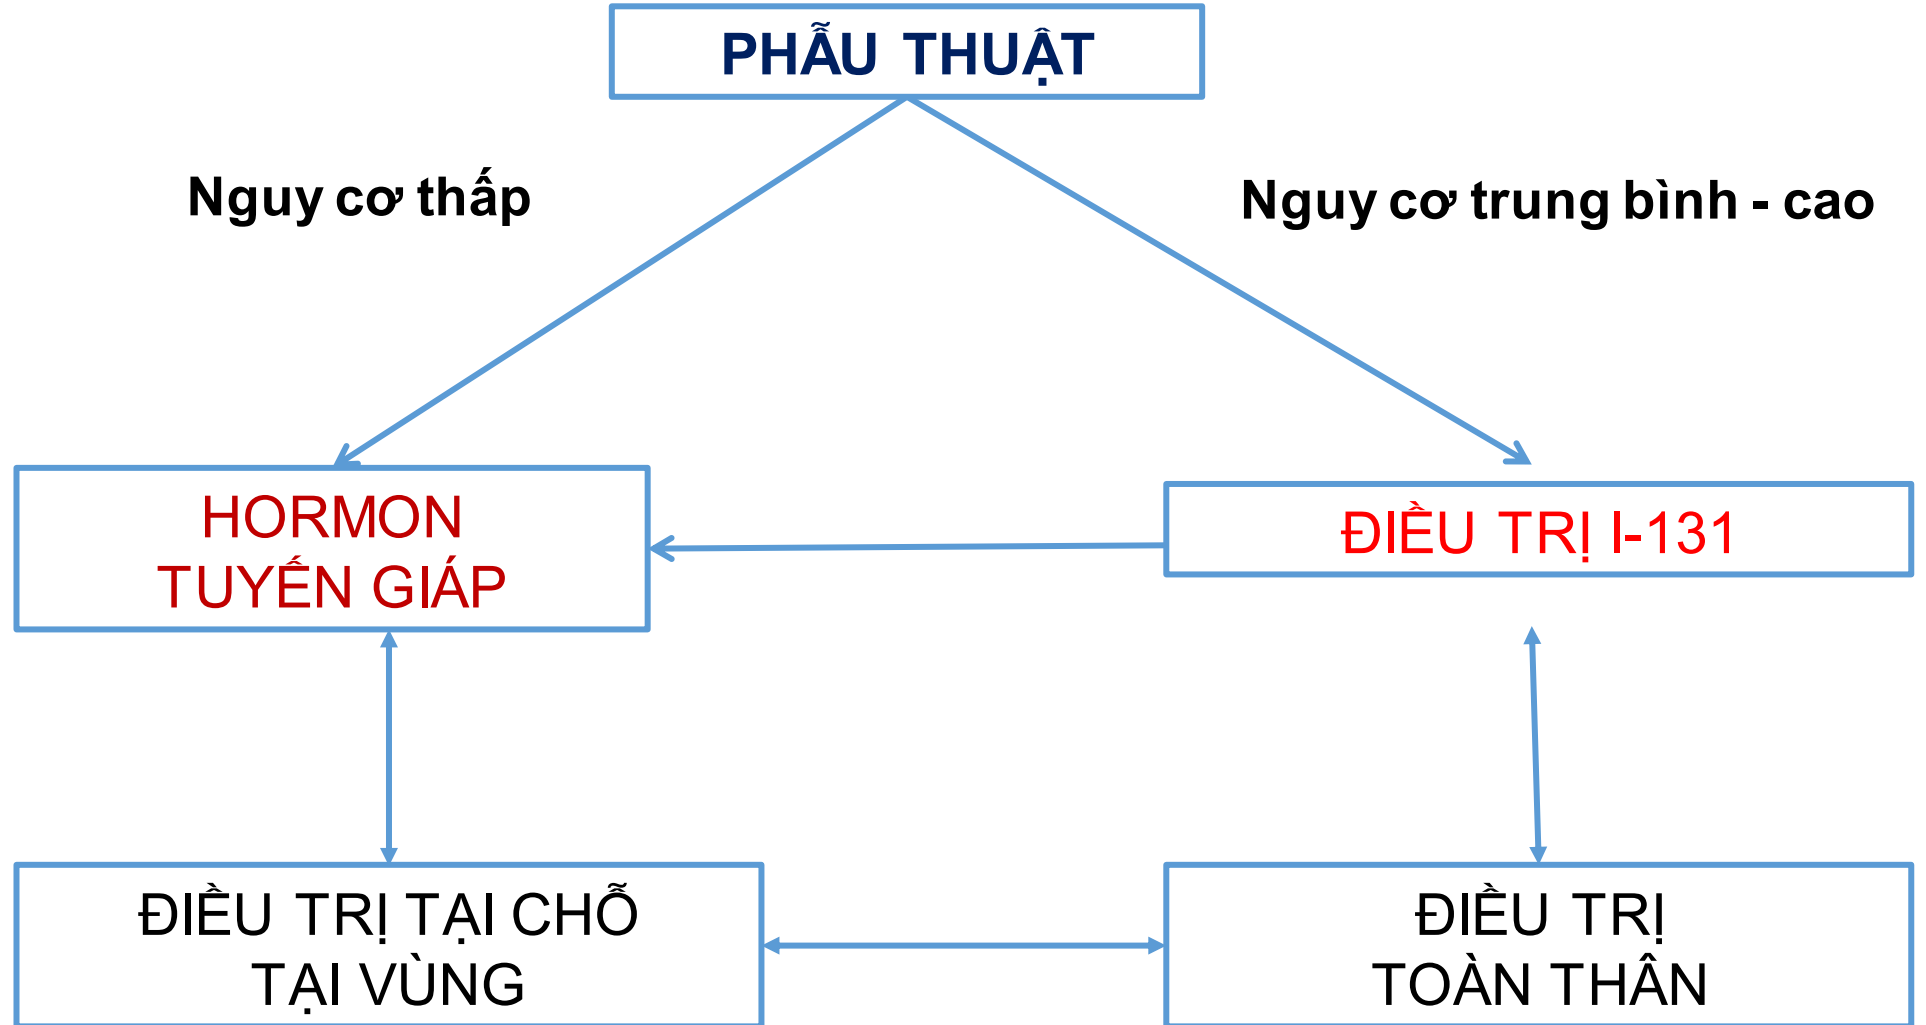 PHẪU THUẬT
Nguy cơ thấp
Nguy cơ trung bình - cao
HORMON
TUYẾN GIÁP
ĐIỀU TRỊ I-131
ĐIỀU TRỊ TẠI CHỖ
TẠI VÙNG
ĐIỀU TRỊ
TOÀN THÂN